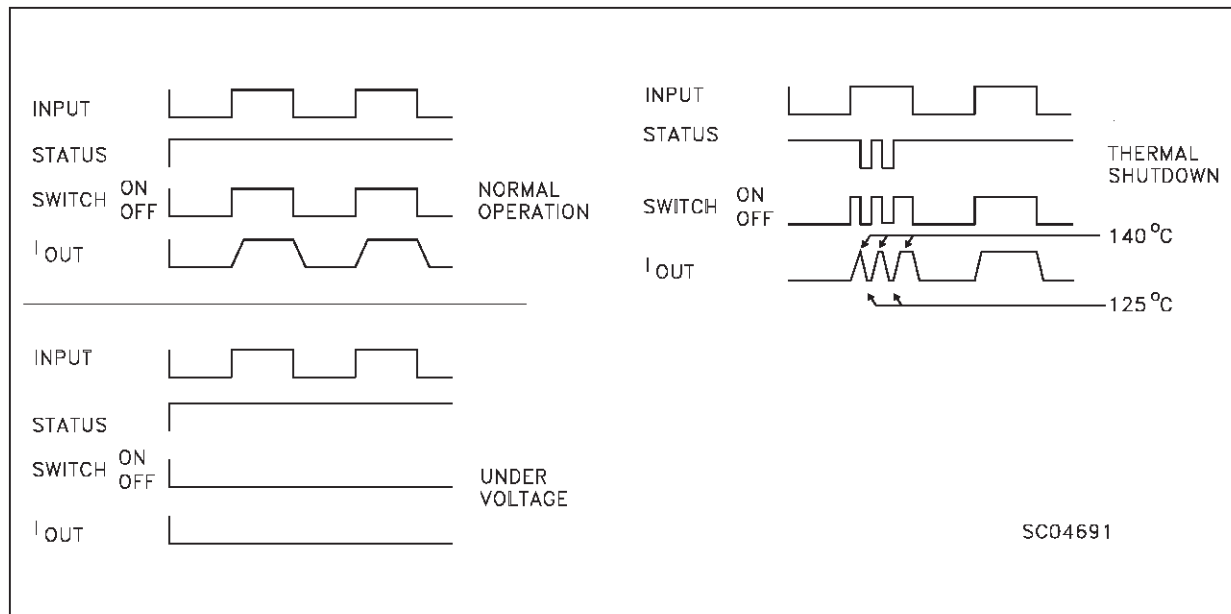 INPUT
STATUS
SWITCH ON
OFF
I OUT
NORMAL
OPERATION
INPUT
STATUS
SWITCH ON
OFF
I OUT
UNDER
VOLTAGE
INPUT
STATUS
SWITCH ON
OFF
I OUT
THERMAL
SHUTDOWN
140 °C
125 °C
SC04691